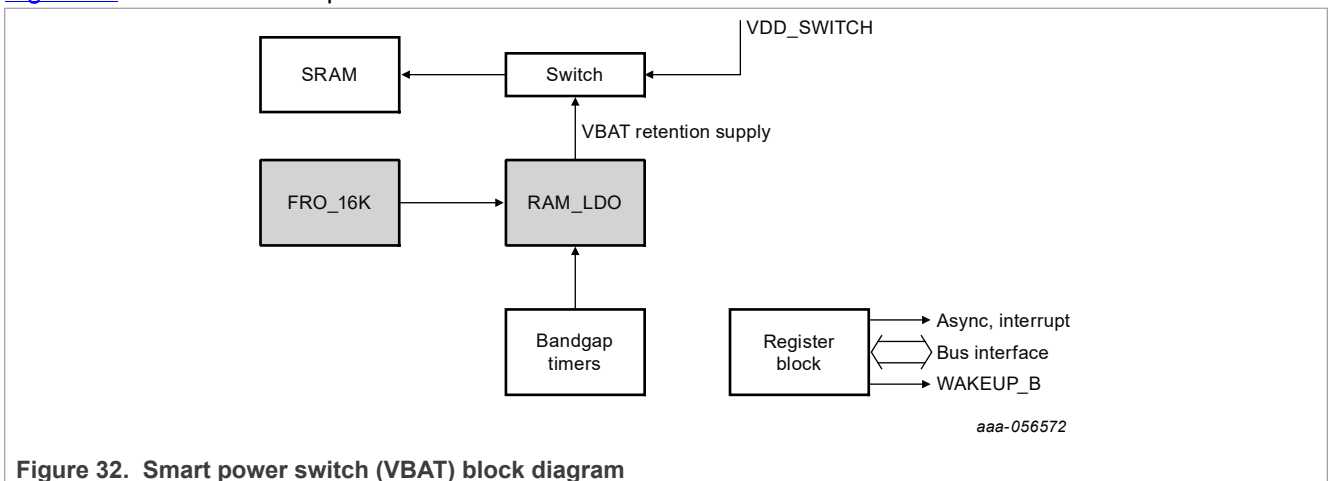 VDD_SWITCH
SRAM
Switch
VBAT retention supply
FRO_16K
RAM_LDO
Bandgap
timers
Register
block
Async, interrupt
Bus interface
WAKEUP_B
aaa-056572
Figure 32. Smart power switch (VBAT) block diagram